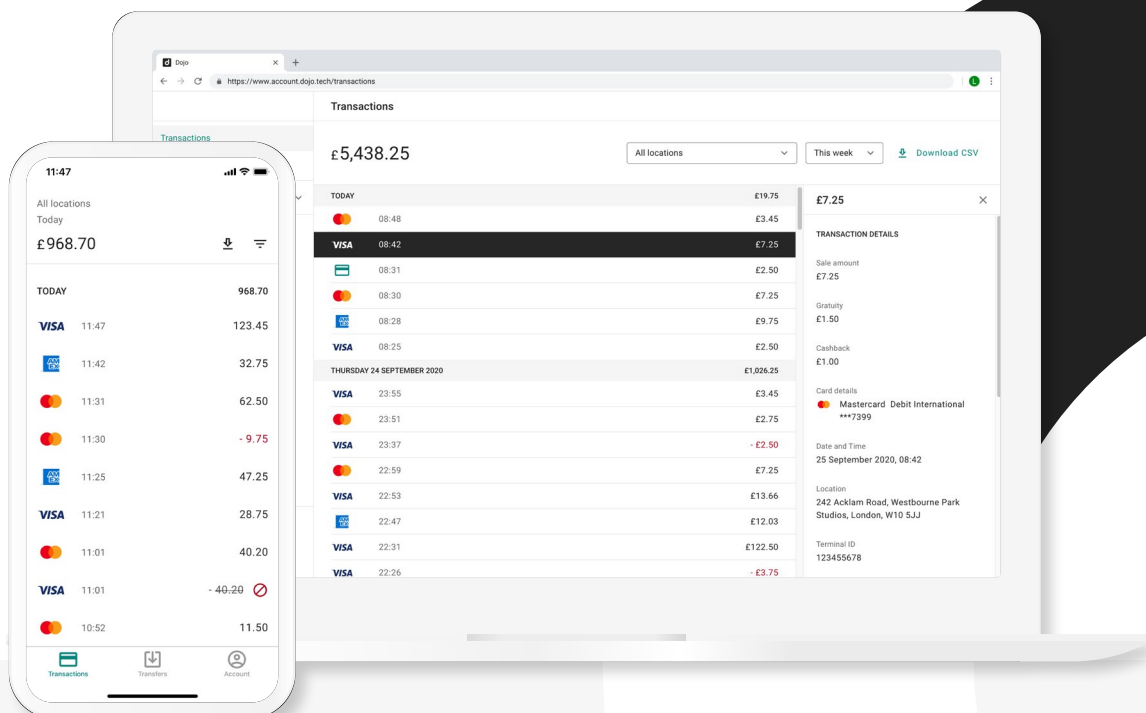 Dojo
https://www.account.dojo.tech/transactions
L
Transactions
Transactions
£5,438.25
All locations
This week
Download CSV
TODAY £19.75
08:48 £3.45
VISA 08:42 £7.25
08:31 £2.50
08:30 £7.25
AMEX 08:28 £9.75
VISA 08:25 £2.50
THURSDAY 24 SEPTEMBER 2020 £1,026.25
VISA 23:55 £3.45
23:51 £2.75
VISA 23:37 - £2.50
22:59 £7.25
VISA 22:53 £13.66
AMEX 22:47 £12.03
VISA 22:31 £122.50
VISA 22:26 - £3.75
£7.25
TRANSACTION DETAILS
Sale amount
£7.25
Gratuity
£1.50
Cashback
£1.00
Card details
Mastercard Debit International
***7399
Date and Time
25 September 2020, 08:42
Location
242 Acklam Road, Westbourne Park
Studios, London, W10 5JJ
Terminal ID
123455678
11:47
All locations
Today
£968.70
TODAY 968.70
VISA 11:47 123.45
AMEX 11:42 32.75
11:31 62.50
11:30 - 9.75
AMEX 11:25 47.25
VISA 11:21 28.75
11:01 40.20
VISA 11:01 - 40.20
10:52 11.50
Transactions
Transfers
Account